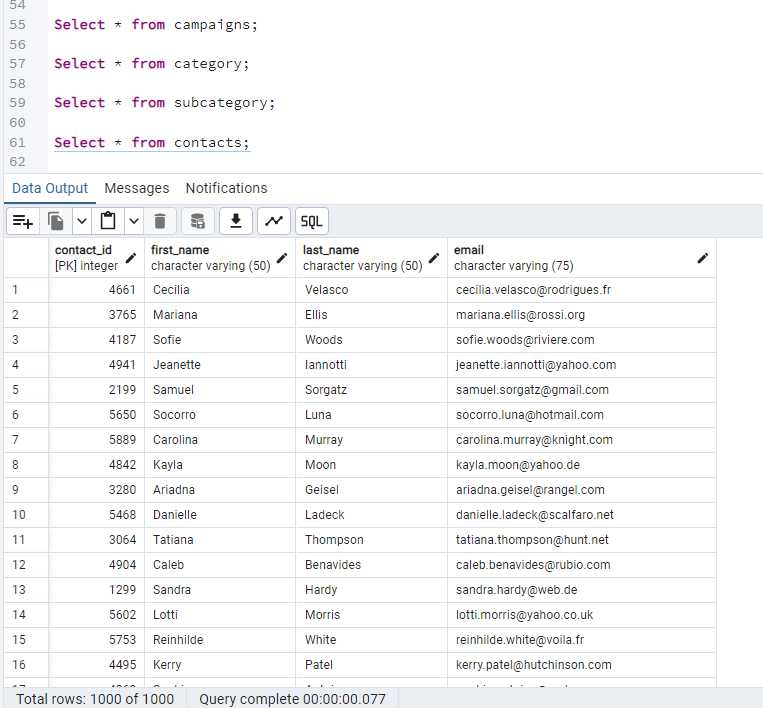 54
55 Select * from campaigns;
56
57 Select * from category;
58
59 Select * from subcategory;
60
61 Select * from contacts;
62
Data Output Messages Notifications
SQL
contact_id first_name last_name email
[PK] integer character varying (50) character varying (50) character varying (75)
1 4661 Cecilia Velasco cecilia.velasco@rodrigues.fr
2 3765 Mariana Ellis mariana.ellis@rossi.org
3 4187 Sofie Woods sofie.woods@riviere.com
4 4941 Jeanette Iannotti jeanette.iannotti@yahoo.com
5 2199 Samuel Sorgatz samuel.sorgatz@gmail.com
6 5650 Socorro Luna socorro.luna@hotmail.com
7 5889 Carolina Murray carolina.murray@knight.com
8 4842 Kayla Moon kayla.moon@yahoo.de
9 3280 Ariadna Geisel ariadna.geisel@rangel.com
10 5468 Danielle Ladeck danielle.ladeck@scalfaro.net
11 3064 Tatiana Thompson tatiana.thompson@hunt.net
12 4904 Caleb Benavides caleb.benavides@rubio.com
13 1299 Sandra Hardy sandra.hardy@web.de
14 5602 Lotti Morris lotti.morris@yahoo.co.uk
15 5753 Reinhilde White reinhilde.white@voila.fr
16 4495 Kerry Patel kerry.patel@hutchinson.com
Total rows: 1000 of 1000 Query complete 00:00:00.077